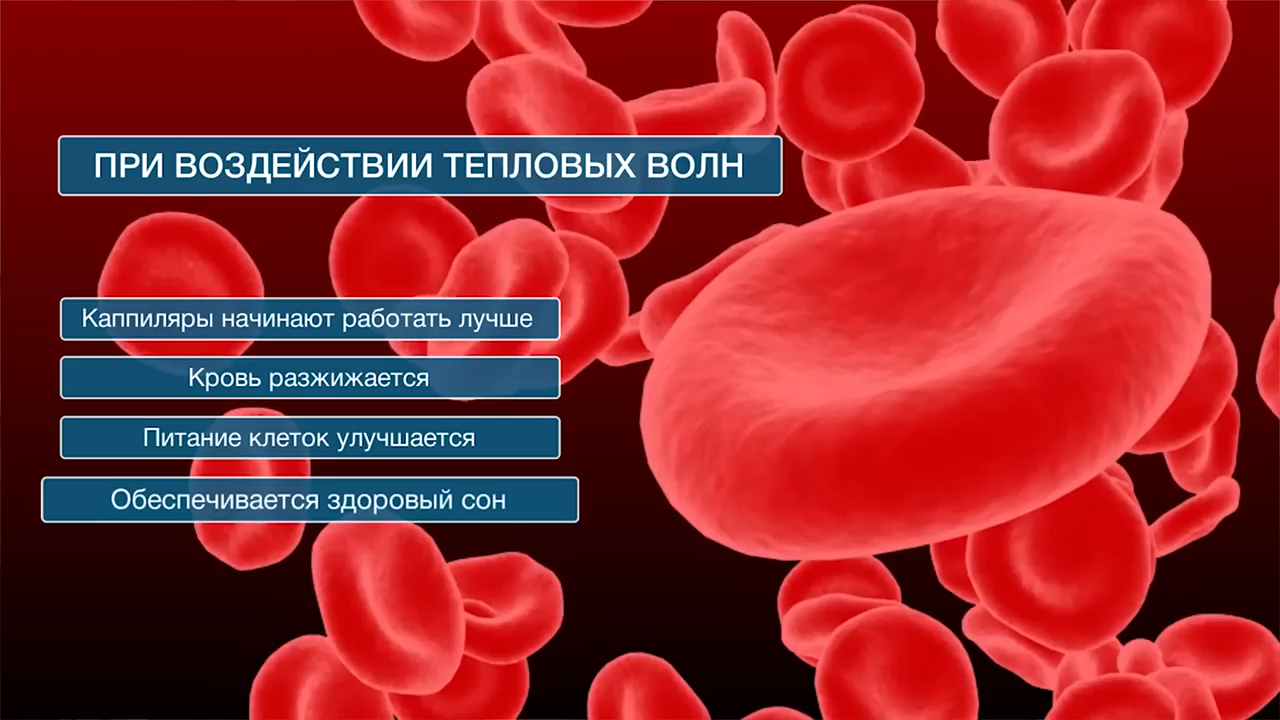 ПРИ ВОЗДЕЙСТВИИ ТЕПЛОВЫХ ВОЛН
Каппиляры начинают работать лучше
Кровь разжижается
Питание клеток улучшается
Обеспечивается здоровый сон